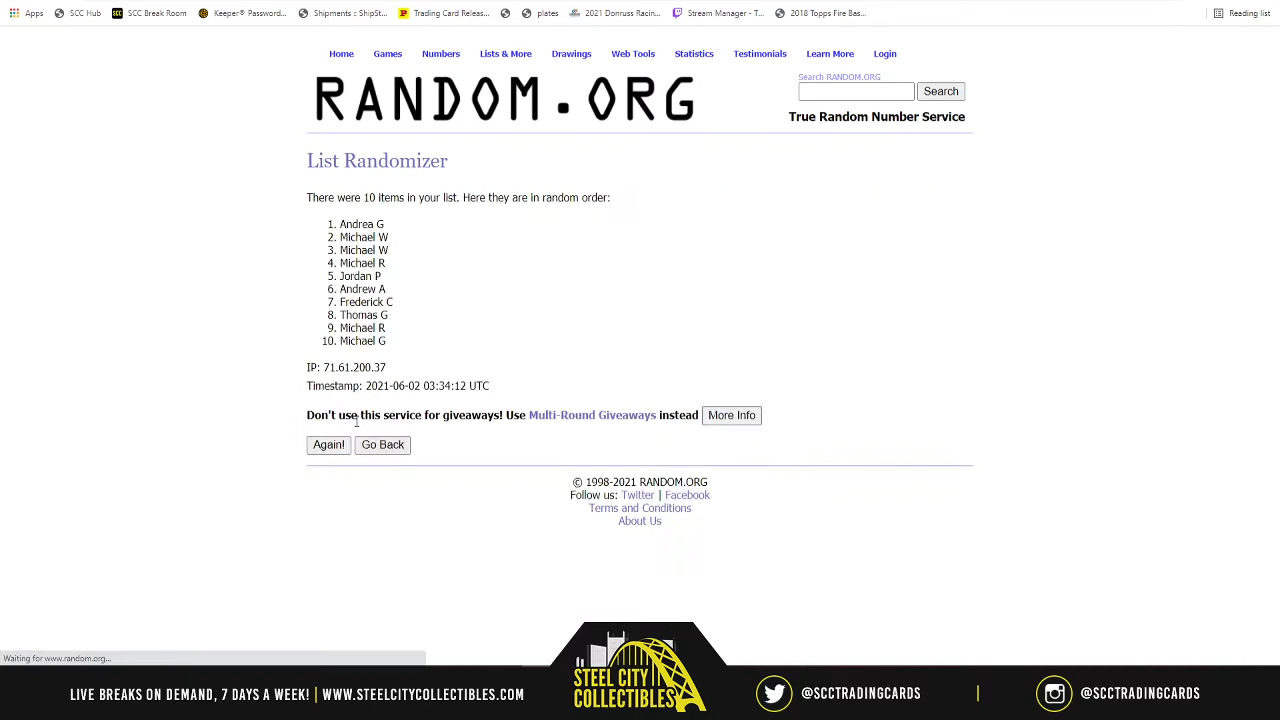 Apps SCC Hub SCC Break Room Keeper® Password... Shipments :: ShipSt... Trading Card Releas... plates 2021 Donruss Racin... Stream Manager - T... 2018 Topps Fire Bas... Reading list
Home Games Numbers Lists & More Drawings Web Tools Statistics Testimonials Learn More Login
RANDOM.ORG
Search RANDOM.ORG
Search
True Random Number Service
List Randomizer
There were 10 items in your list. Here they are in random order:
1. Andrea G
2. Michael W
3. Michael W
4. Michael R
5. Jordan P
6. Andrew A
7. Frederick C
8. Thomas G
9. Michael R
10. Michael G
IP: 71.61.200.37
Timestamp: 2021-06-02 03:34:12 UTC
Don't use this service for giveaways! Use Multi-Round Giveaways instead More Info
Again! Go Back
© 1998-2021 RANDOM.ORG
Follow us: Twitter | Facebook
Terms and Conditions
About Us
Waiting for www.random.org...
LIVE BREAKS ON DEMAND, 7 DAYS A WEEK! | WWW.STEELCITYCOLLECTIBLES.COM
STEEL CITY
COLLECTIBLES
@SCCTRADINGCARDS | @SCCTRADINGCARDS